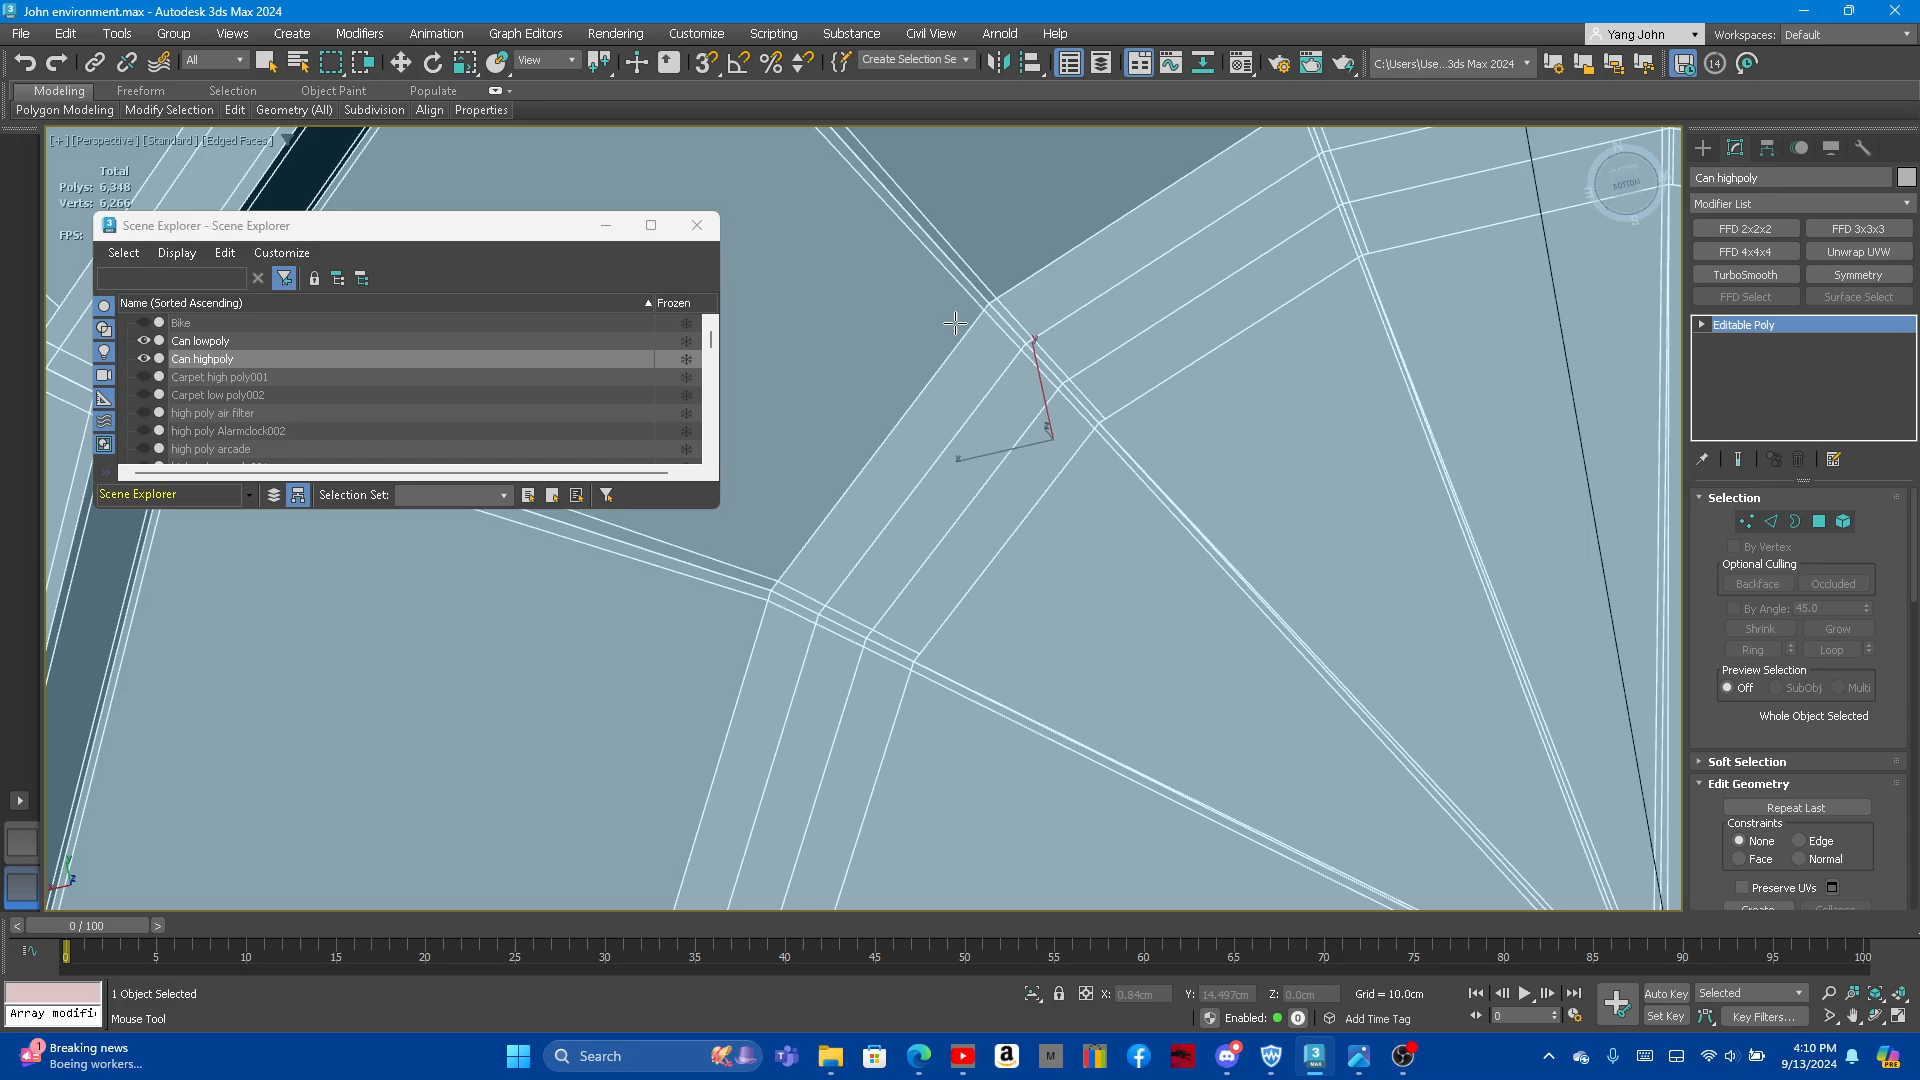 John environment.max - Autodesk 3ds Max 2024
File Edit Tools Group Views Create Modifiers Animation Graph Editors Rendering Customize Scripting Substance Civil View Arnold Help
Yang John Workspaces: Default
All View Create Selection Se C:\Users\Use...3ds Max 2024 14
Modeling Freeform Selection Object Paint Populate
Polygon Modeling Modify Selection Edit Geometry (All) Subdivision Align Properties
[+][Perspective][Standard][Edged Faces]
Total
Polys: 6,348
Verts: 6,266
FPS:
Scene Explorer - Scene Explorer
Select Display Edit Customize
Name (Sorted Ascending) Frozen
Bike
Can lowpoly
Can highpoly
Carpet high poly001
Carpet low poly002
high poly air filter
high poly Alarmclock002
high poly arcade
Scene Explorer Selection Set:
BOTTOM
N
E
S
Can highpoly
Modifier List
FFD 2x2x2 FFD 3x3x3
FFD 4x4x4 Unwrap UVW
TurboSmooth Symmetry
FFD Select Surface Select
Editable Poly
Selection
By Vertex
Optional Culling
Backface Occluded
By Angle: 45.0
Shrink Grow
Ring Loop
Preview Selection
Off SubObj Multi
Whole Object Selected
Soft Selection
Edit Geometry
Repeat Last
Constraints
None Edge
Face Normal
Preserve UVs
Create Collapse
< 0 / 100 >
0 5 10 15 20 25 30 35 40 45 50 55 60 65 70 75 80 85 90 95 100
1 Object Selected X: 0.84cm Y: 14.497cm Z: 0.0cm Grid = 10.0cm Auto Key Selected
Array modifi Mouse Tool Enabled: 0 Add Time Tag 0 Set Key Key Filters...
1 Breaking news
Boeing workers...
Search
4:10 PM
9/13/2024